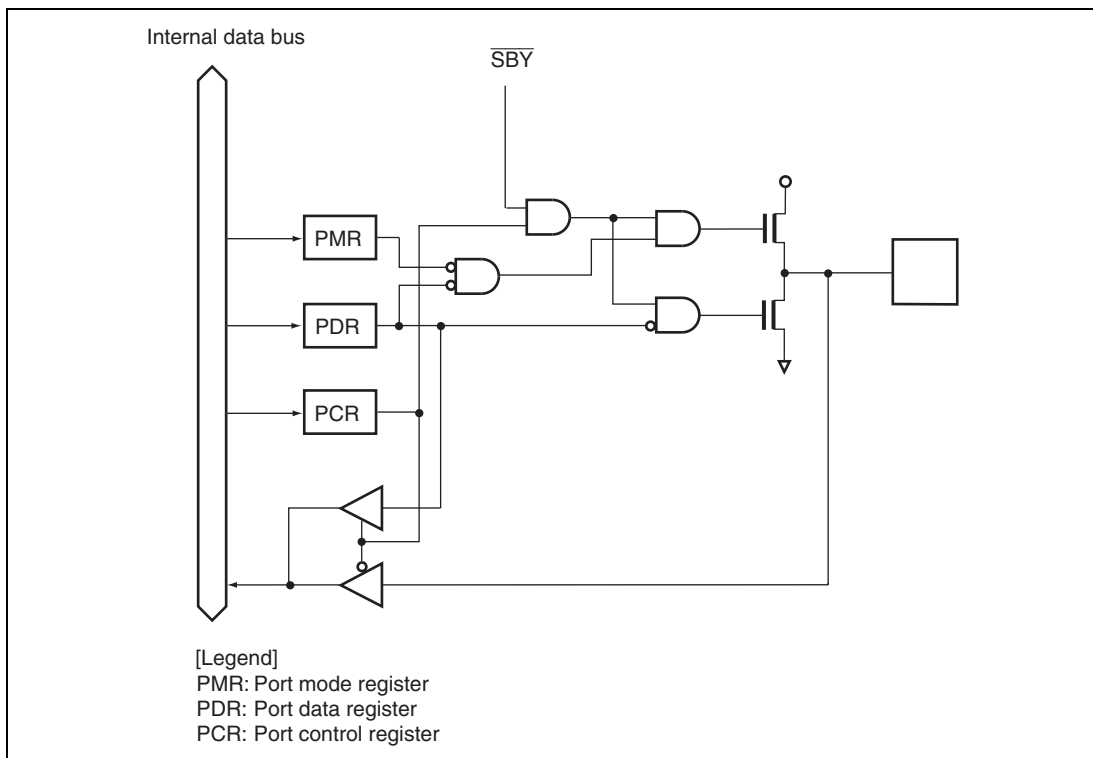 Internal data bus
SBY
PMR
PDR
PCR
[Legend]
PMR: Port mode register
PDR: Port data register
PCR: Port control register